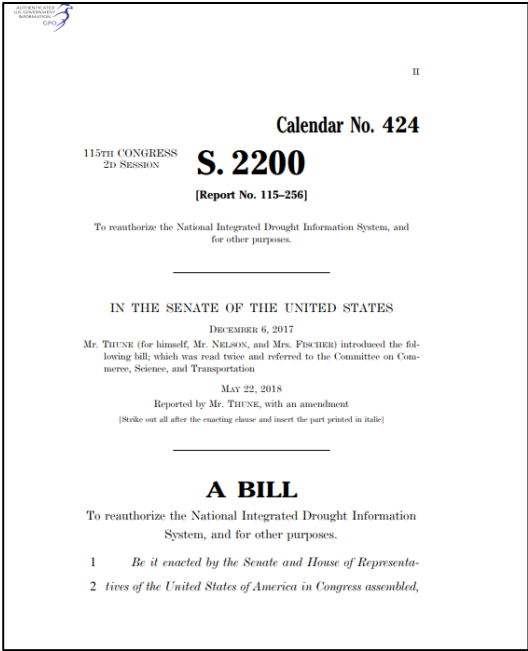 AUTHENTICATED
U.S. GOVERNMENT
INFORMATION
GPO
II
Calendar No. 424
115TH CONGRESS
2D SESSION
S. 2200
[Report No. 115–256]
To reauthorize the National Integrated Drought Information System, and
for other purposes.
IN THE SENATE OF THE UNITED STATES
DECEMBER 6, 2017
Mr. THUNE (for himself, Mr. NELSON, and Mrs. FISCHER) introduced the fol-
lowing bill; which was read twice and referred to the Committee on Com-
merce, Science, and Transportation
MAY 22, 2018
Reported by Mr. THUNE, with an amendment
[Strike out all after the enacting clause and insert the part printed in italic]
A BILL
To reauthorize the National Integrated Drought Information
System, and for other purposes.
1 Be it enacted by the Senate and House of Representa-
2 tives of the United States of America in Congress assembled,